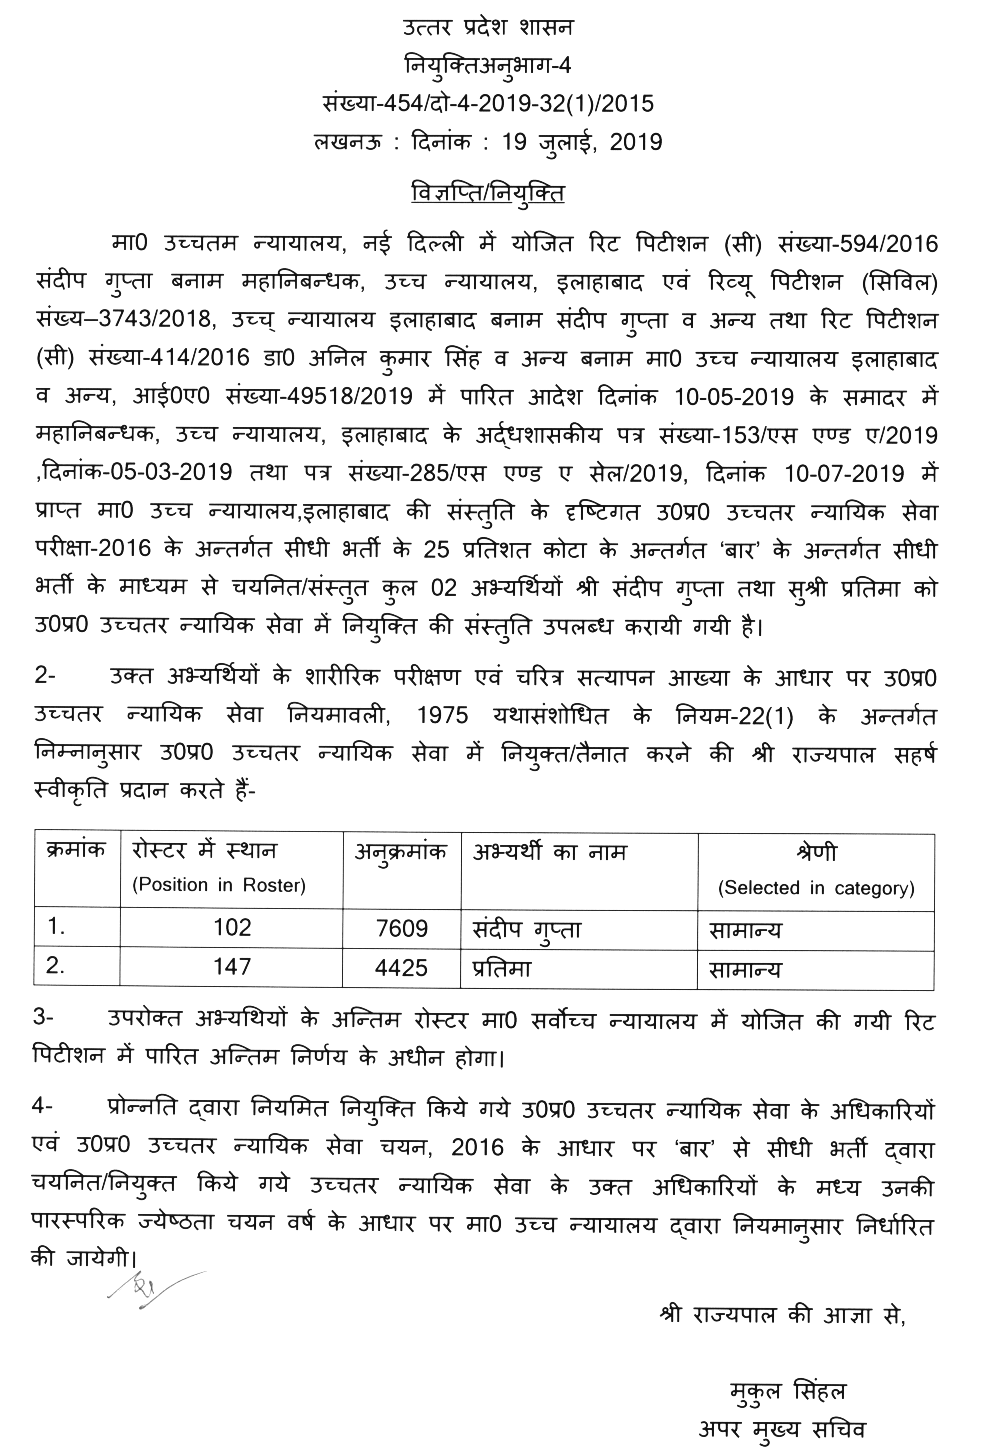 उत्तर प्रदेश शासन
नियुक्तिअनुभाग-4
संख्या-454/दो-4-2019-32(1)/2015
लखनऊ : दिनांक : 19 जुलाई, 2019
विज्ञप्ति/नियुक्ति
मा0 उच्चतम न्यायालय, नई दिल्ली में योजित रिट पिटीशन (सी) संख्या-594/2016
संदीप गुप्ता बनाम महानिबन्धक, उच्च न्यायालय, इलाहाबाद एवं रिव्यू पिटीशन (सिविल)
संख्य–3743/2018, उच्च् न्यायालय इलाहाबाद बनाम संदीप गुप्ता व अन्य तथा रिट पिटीशन
(सी) संख्या-414/2016 डा0 अनिल कुमार सिंह व अन्य बनाम मा0 उच्च न्यायालय इलाहाबाद
व अन्य, आई0ए0 संख्या-49518/2019 में पारित आदेश दिनांक 10-05-2019 के समादर में
महानिबन्धक, उच्च न्यायालय, इलाहाबाद के अर्द्धशासकीय पत्र संख्या-153/एस एण्ड ए/2019
,दिनांक-05-03-2019 तथा पत्र संख्या-285/एस एण्ड ए सेल/2019, दिनांक 10-07-2019 में
प्राप्त मा0 उच्च न्यायालय,इलाहाबाद की संस्तुति के दृष्टिगत उ0प्र0 उच्चतर न्यायिक सेवा
परीक्षा-2016 के अन्तर्गत सीधी भर्ती के 25 प्रतिशत कोटा के अन्तर्गत ‘बार’ के अन्तर्गत सीधी
भर्ती के माध्यम से चयनित/संस्तुत कुल 02 अभ्यर्थियों श्री संदीप गुप्ता तथा सुश्री प्रतिमा को
उ0प्र0 उच्चतर न्यायिक सेवा में नियुक्ति की संस्तुति उपलब्ध करायी गयी है।
2- उक्त अभ्यर्थियों के शारीरिक परीक्षण एवं चरित्र सत्यापन आख्या के आधार पर उ0प्र0
उच्चतर न्यायिक सेवा नियमावली, 1975 यथासंशोधित के नियम-22(1) के अन्तर्गत
निम्नानुसार उ0प्र0 उच्चतर न्यायिक सेवा में नियुक्त/तैनात करने की श्री राज्यपाल सहर्ष
स्वीकृति प्रदान करते हैं-
क्रमांक रोस्टर में स्थान अनुक्रमांक अभ्यर्थी का नाम श्रेणी
(Position in Roster) (Selected in category)
1. 102 7609 संदीप गुप्ता सामान्य
2. 147 4425 प्रतिमा सामान्य
3- उपरोक्त अभ्यथियों के अन्तिम रोस्टर मा0 सर्वोच्च न्यायालय में योजित की गयी रिट
पिटीशन में पारित अन्तिम निर्णय के अधीन होगा।
4- प्रोन्नति द्वारा नियमित नियुक्ति किये गये उ0प्र0 उच्चतर न्यायिक सेवा के अधिकारियों
एवं उ0प्र0 उच्चतर न्यायिक सेवा चयन, 2016 के आधार पर ‘बार’ से सीधी भर्ती द्वारा
चयनित/नियुक्त किये गये उच्चतर न्यायिक सेवा के उक्त अधिकारियों के मध्य उनकी
पारस्परिक ज्येष्ठता चयन वर्ष के आधार पर मा0 उच्च न्यायालय द्वारा नियमानुसार निर्धारित
की जायेगी।
श्री राज्यपाल की आज्ञा से,
मुकुल सिंहल
अपर मुख्य सचिव